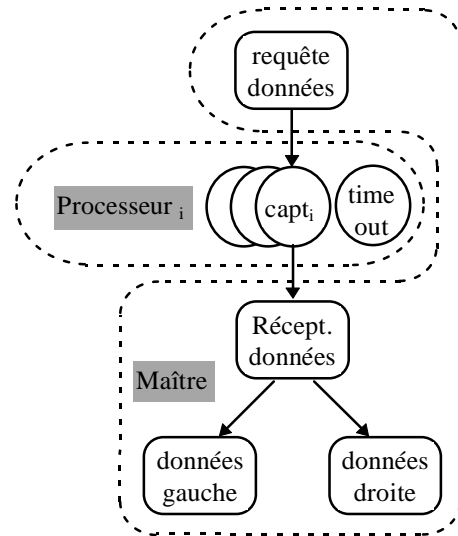 requête
données
Processeur i
capti
time
out
Récept.
données
Maître
données
gauche
données
droite